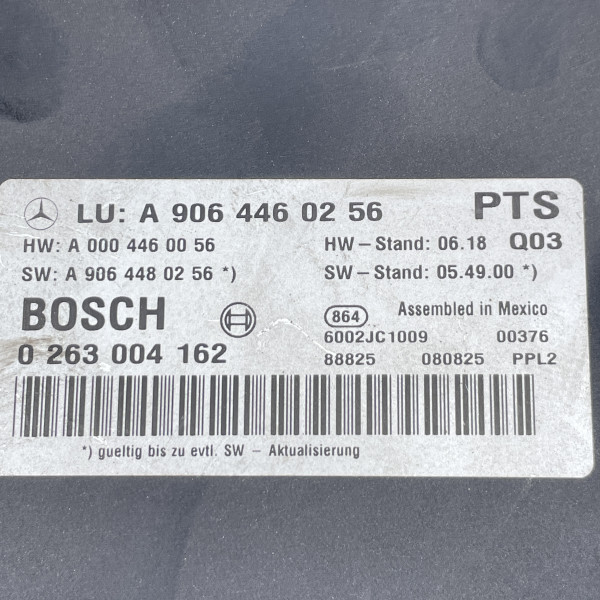 LU: A 906 446 02 56 PTS
HW: A 000 446 00 56 HW – Stand: 06.18 Q03
SW: A 906 448 02 56 *) SW – Stand: 05.49.00 *)
BOSCH 864 Assembled in Mexico
6002JC1009 00376
0 263 004 162 88825 080825 PPL2
*) gueltig bis zu evtl. SW – Aktualisierung